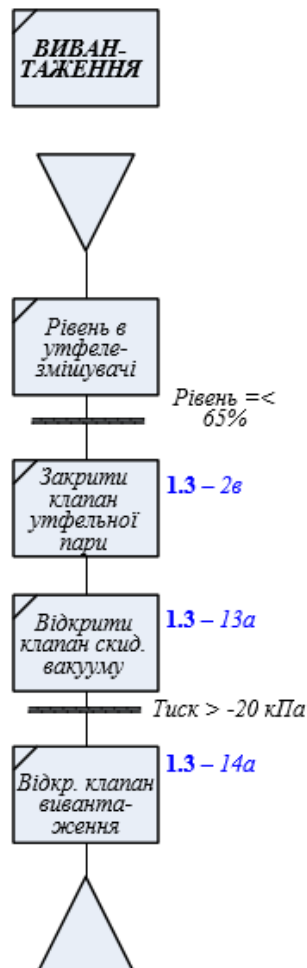 ВИВАН-
ТАЖЕННЯ
Рівень в
утфеле-
змішувачі
Рівень =<
65%
Закрити
клапан
утфельної
пари
1.3 – 2в
Відкрити
клапан скид.
вакууму
1.3 – 13а
Тиск > -20 кПа
Відкр. клапан
виванта-
ження
1.3 – 14а